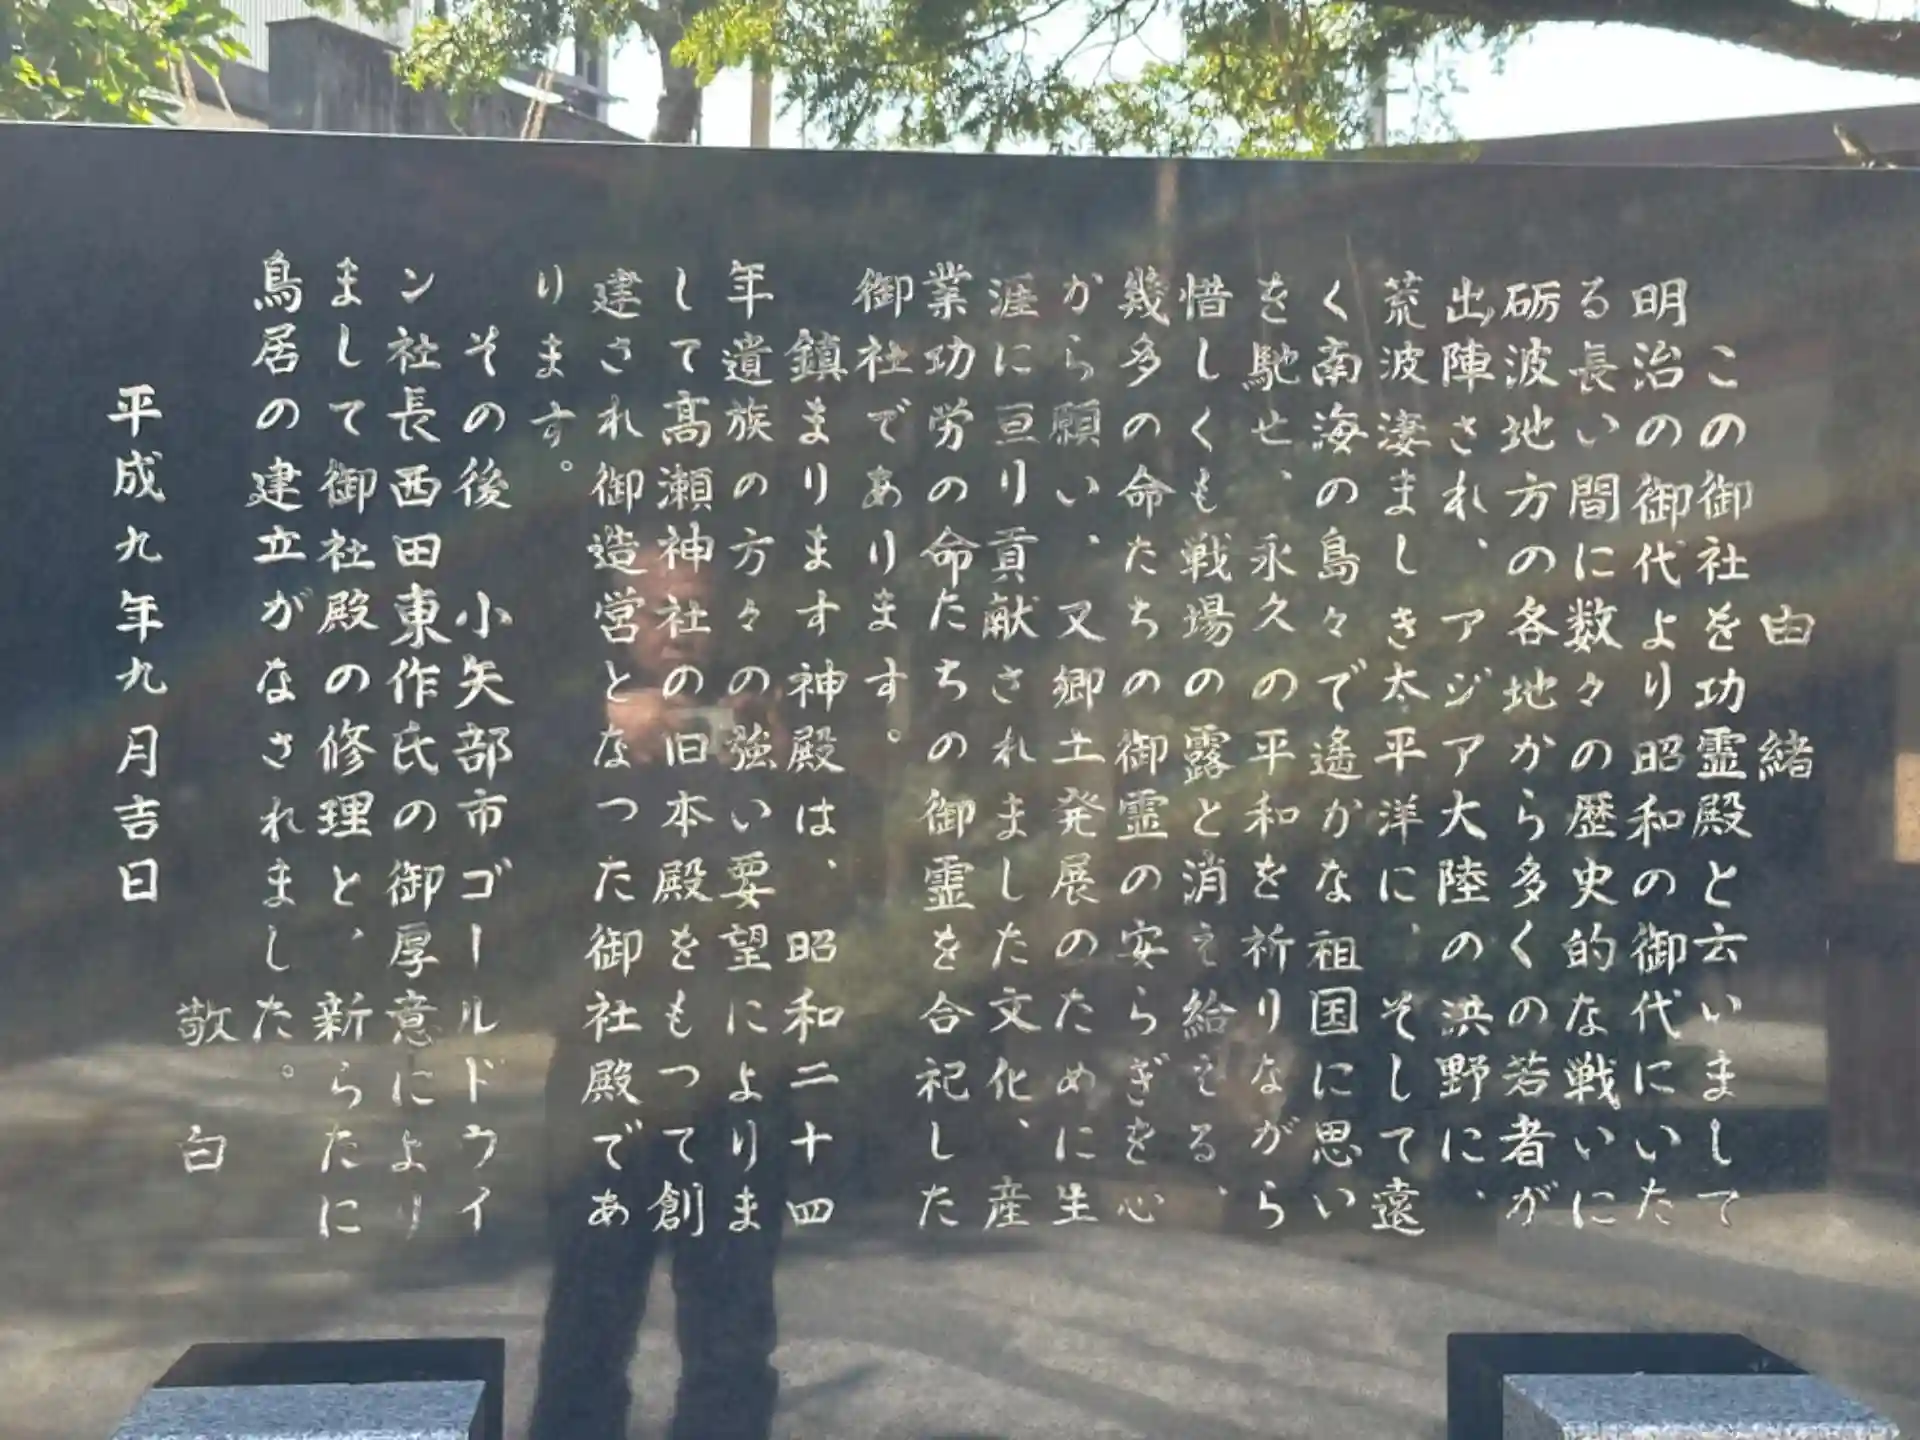 由緒
この御社を功霊殿と云いまして
明治の御代より昭和の御代にいた
る長い間に数々の歴史的な戦いに
砺波地方の各地から多くの若者が
出陣され、アジア大陸の洪野に、
荒波凄ましき太平洋に、そして遠
く南海の島々で遙かな祖国に思い
を馳せ、永久の平和を祈りながら
惜しくも戦場の露と消え給える、
幾多の命たちの御霊の安らぎを心
から願い、又郷土発展のために生
涯に亘り貢献されました文化、産
業功労の命たちの御霊を合祀した
御社であります。
鎮まります神殿は、昭和二十四
年遺族の方々の強い要望によりま
して高瀬神社の旧本殿をもつて創
建され御造営となつた御社殿であ
ります。
その後　小矢部市ゴールドウイ
ン社長西田東作氏の御厚意により
まして御社殿の修理と、新らたに
鳥居の建立がなされました。
敬白
平成九年九月吉日